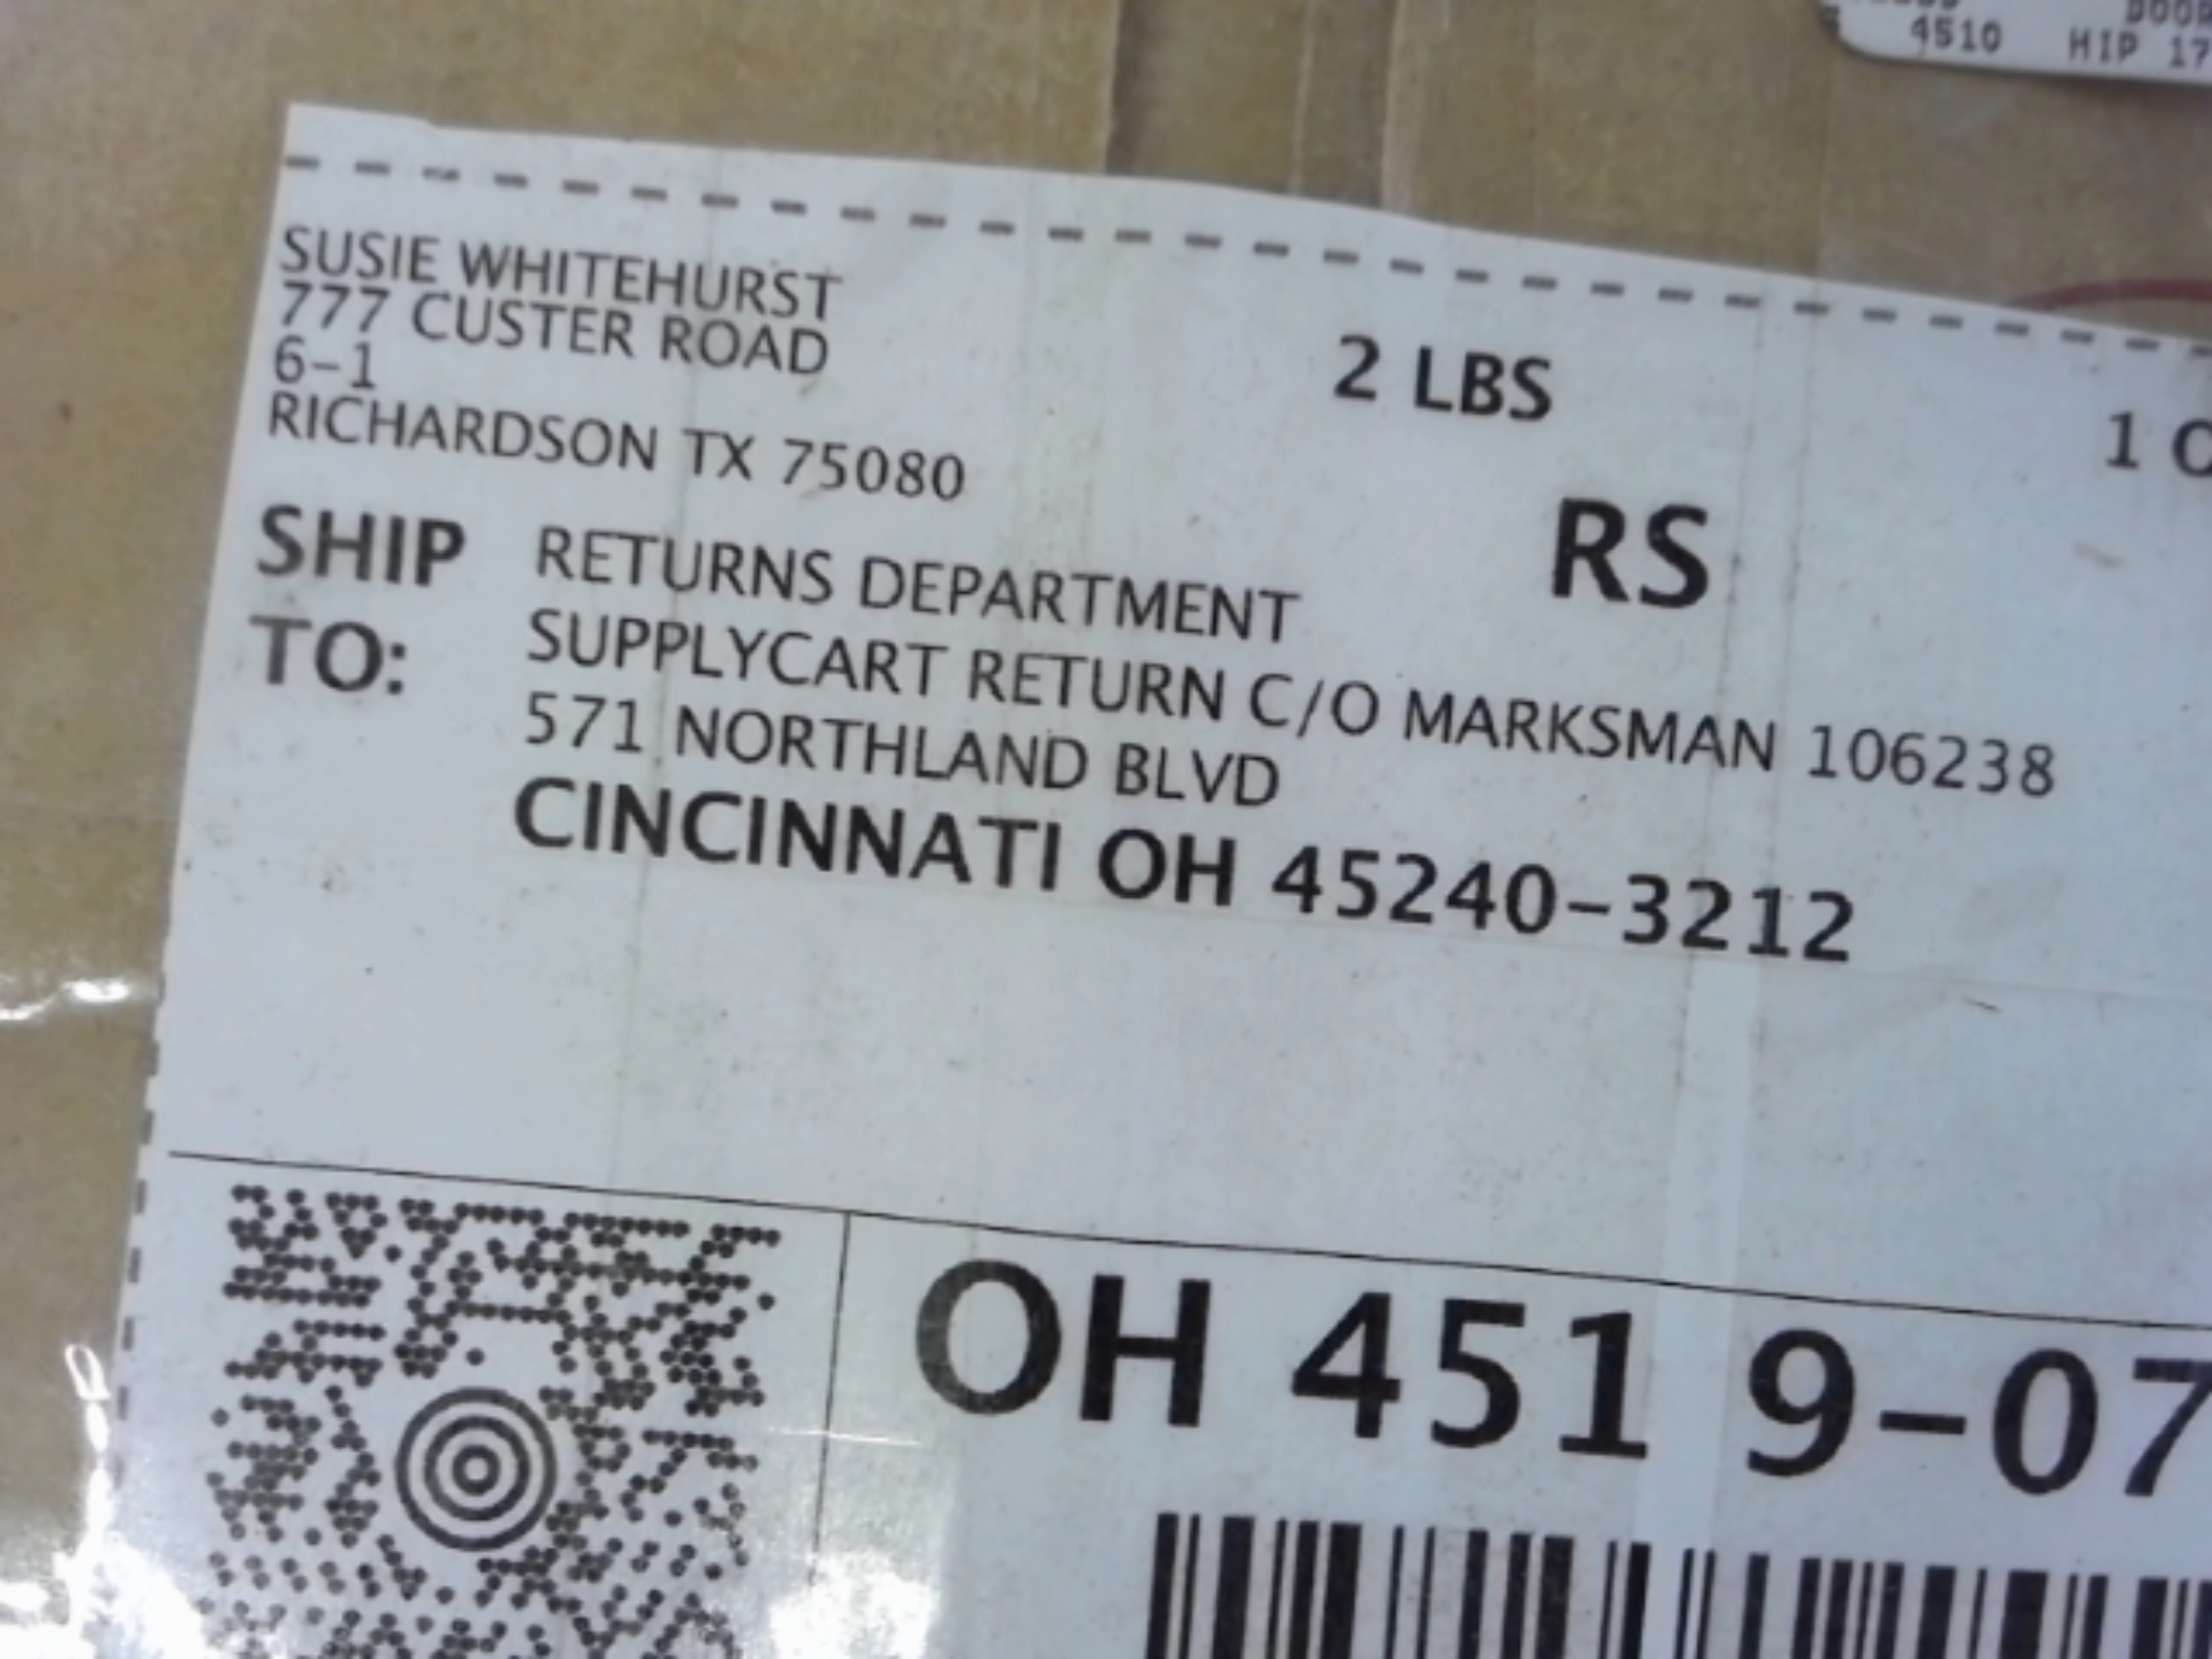 4510 HIP 17
SUSIE WHITEHURST
777 CUSTER ROAD
6-1
RICHARDSON TX 75080
2 LBS
1 O
RS
SHIP TO:
RETURNS DEPARTMENT
SUPPLYCART RETURN C/O MARKSMAN 106238
571 NORTHLAND BLVD
CINCINNATI OH 45240-3212
OH 451 9-07